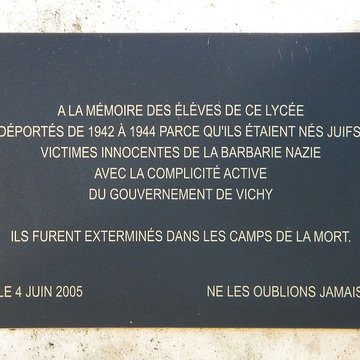 A LA MÉMOIRE DES ÉLÈVES DE CE LYCÉE
DÉPORTÉS DE 1942 À 1944 PARCE QU'ILS ÉTAIENT NÉS JUIFS
VICTIMES INNOCENTES DE LA BARBARIE NAZIE
AVEC LA COMPLICITÉ ACTIVE
DU GOUVERNEMENT DE VICHY
ILS FURENT EXTERMINÉS DANS LES CAMPS DE LA MORT.
LE 4 JUIN 2005 NE LES OUBLIONS JAMAIS